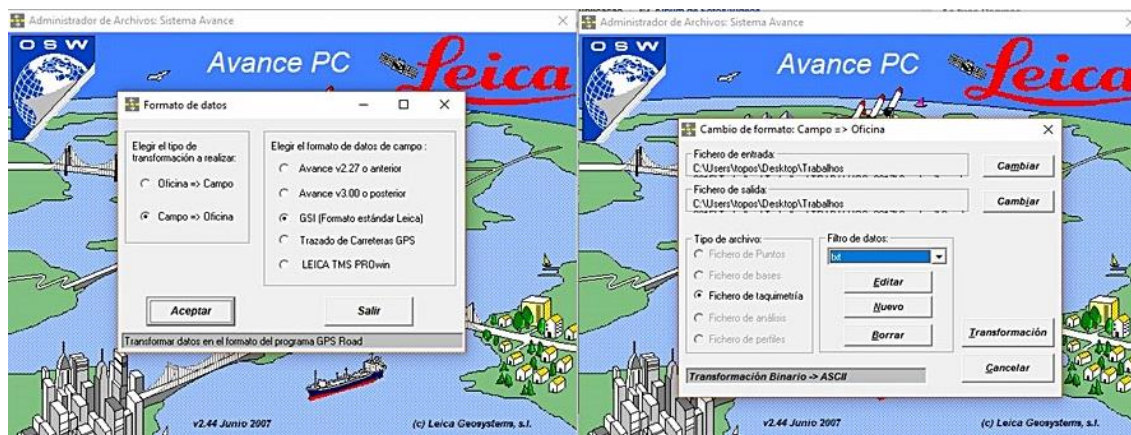 Administrador de Archivos: Sistema Avance
OSW
Avance PC
Leica
Formato de datos
Elegir el tipo de
transformación a realizar:
Oficina => Campo
Campo => Oficina
Elegir el formato de datos de campo :
Avance v2.27 o anterior
Avance v3.00 o posterior
GSI (Formato estándar Leica)
Trazado de Carreteras GPS
LEICA TMS PROwin
Aceptar
Salir
Transformar datos en el formato del programa GPS Road
v2.44 Junio 2007
(c) Leica Geosystems, s.l.
Administrador de Archivos: Sistema Avance
OSW
Avance PC
Leica
Cambio de formato: Campo => Oficina
Fichero de entrada:
C:\Users\topos\Desktop\Trabalhos
Cambiar
Fichero de salida:
C:\Users\topos\Desktop\Trabalhos
Cambiar
Tipo de archivo:
Fichero de Puntos
Fichero de bases
Fichero de taquimetría
Fichero de análisis
Fichero de perfiles
Filtro de datos:
txt
Editar
Nuevo
Borrar
Transformación
Cancelar
Transformación Binario -> ASCII
v2.44 Junio 2007
(c) Leica Geosystems, s.l.